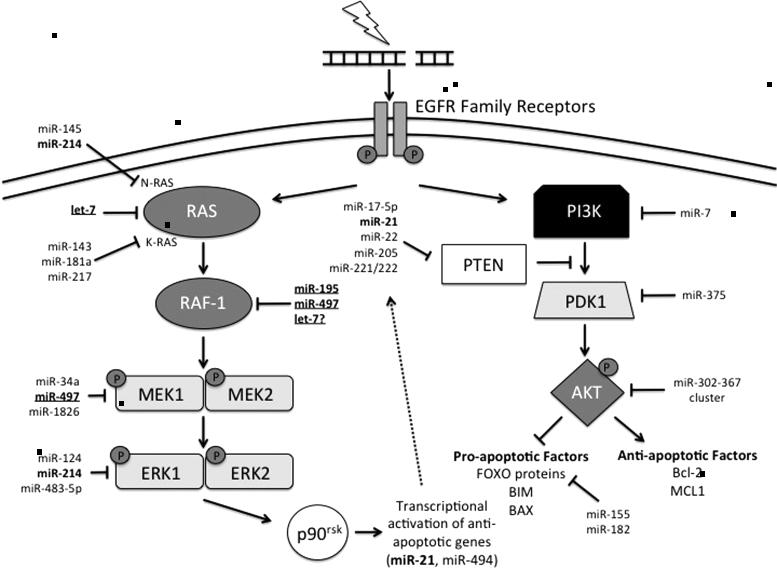 EGFR Family Receptors
P
P
miR-145
miR-214
N-RAS
let-7
RAS
K-RAS
miR-143
miR-181a
miR-217
miR-17-5p
miR-21
miR-22
miR-205
miR-221/222
PI3K
miR-7
PTEN
PDK1
miR-375
RAF-1
miR-195
miR-497
let-7?
miR-34a
miR-497
miR-1826
P
MEK1
P
MEK2
P
AKT
miR-302-367
cluster
miR-124
miR-214
miR-483-5p
P
ERK1
P
ERK2
Pro-apoptotic Factors
FOXO proteins
BIM
BAX
Anti-apoptotic Factors
Bcl-2
MCL1
miR-155
miR-182
p90rsk
Transcriptional
activation of anti-
apoptotic genes
(miR-21, miR-494)